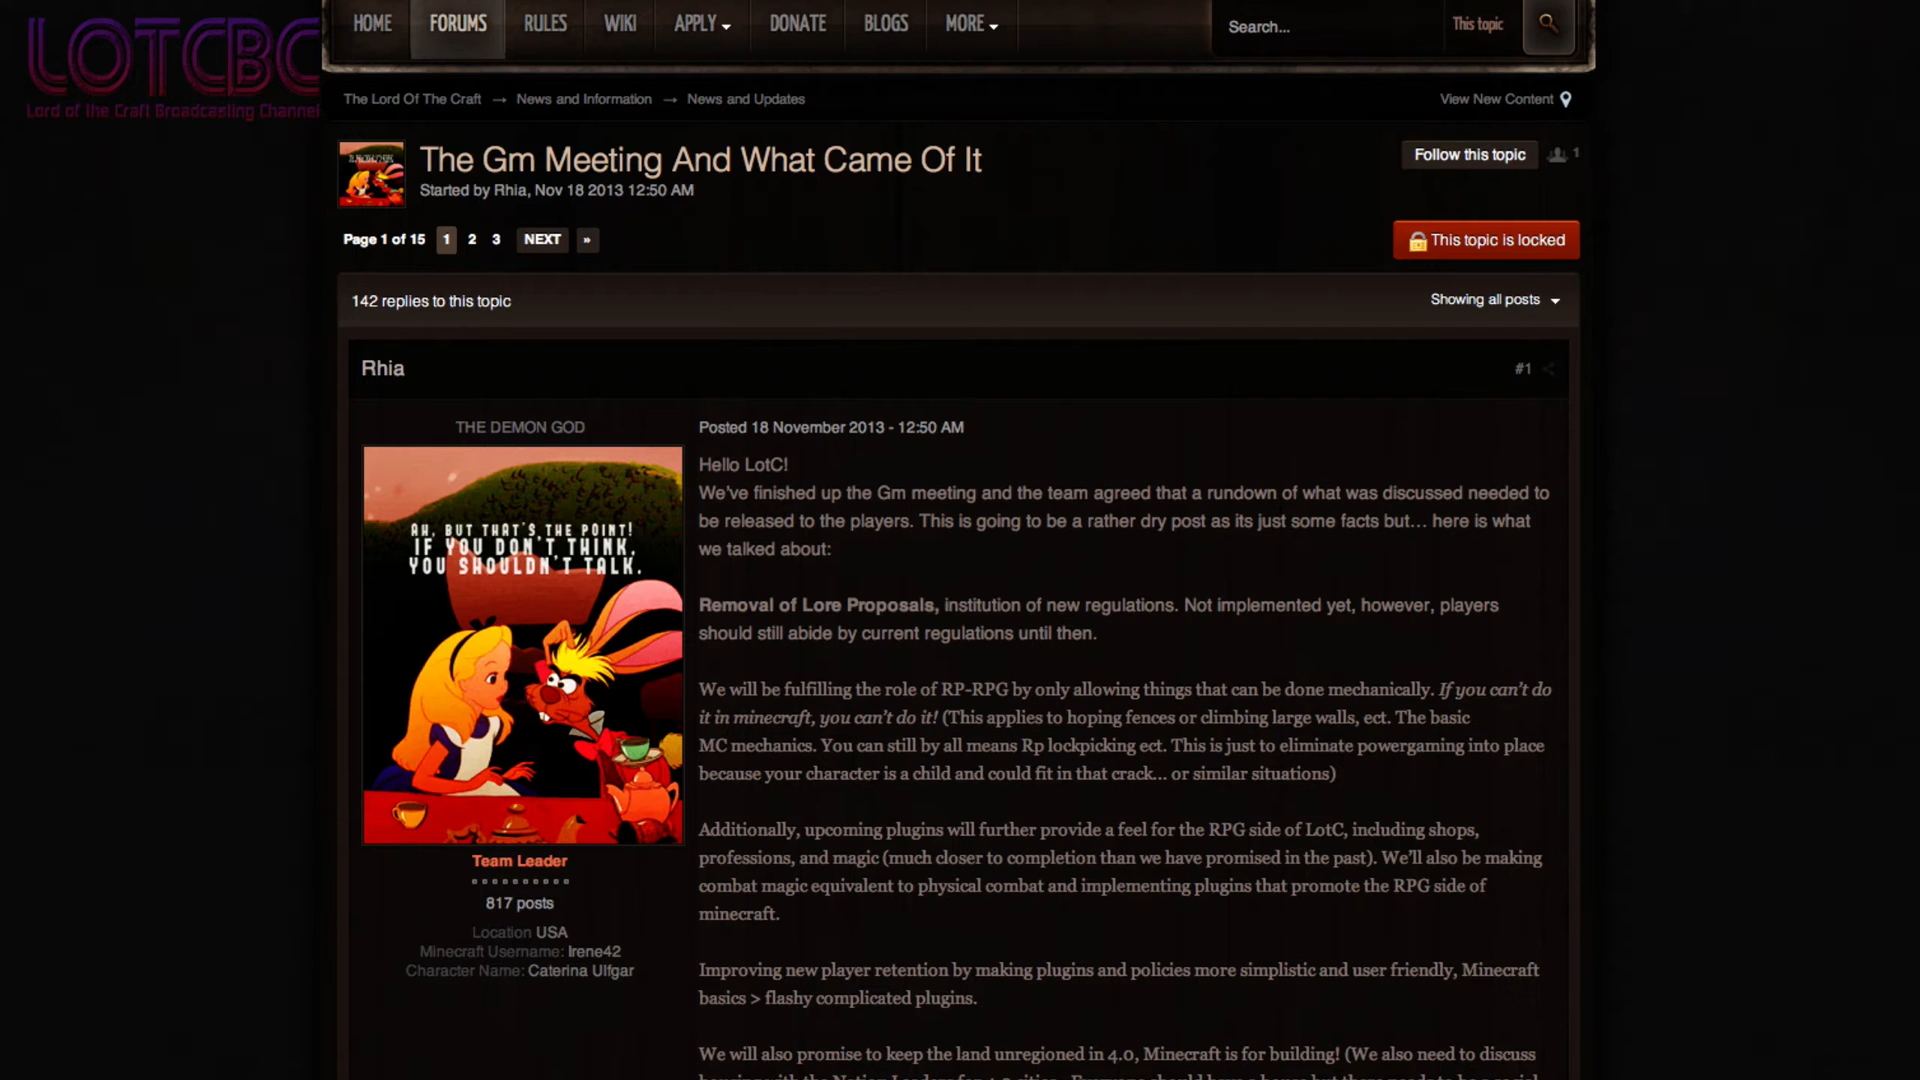 LOTCBC
Lord of the Craft Broadcasting Channel
HOME FORUMS RULES WIKI APPLY DONATE BLOGS MORE
Search... This topic
The Lord Of The Craft → News and Information → News and Updates
View New Content
The Gm Meeting And What Came Of It
Started by Rhia, Nov 18 2013 12:50 AM
Follow this topic 1
Page 1 of 15 1 2 3 NEXT »
This topic is locked
142 replies to this topic
Showing all posts
Rhia
#1
THE DEMON GOD
AH, BUT THAT'S THE POINT!
IF YOU DON'T THINK,
YOU SHOULDN'T TALK.
Team Leader
817 posts
Location USA
Minecraft Username: Irene42
Character Name: Caterina Ulfgar
Posted 18 November 2013 - 12:50 AM
Hello LotC!
We've finished up the Gm meeting and the team agreed that a rundown of what was discussed needed to
be released to the players. This is going to be a rather dry post as its just some facts but... here is what
we talked about:
Removal of Lore Proposals, institution of new regulations. Not implemented yet, however, players
should still abide by current regulations until then.
We will be fulfilling the role of RP-RPG by only allowing things that can be done mechanically. If you can't do
it in minecraft, you can't do it! (This applies to hoping fences or climbing large walls, ect. The basic
MC mechanics. You can still by all means Rp lockpicking ect. This is just to eliminate powergaming into place
because your character is a child and could fit in that crack... or similar situations)
Additionally, upcoming plugins will further provide a feel for the RPG side of LotC, including shops,
professions, and magic (much closer to completion than we have promised in the past). We'll also be making
combat magic equivalent to physical combat and implementing plugins that promote the RPG side of
minecraft.
Improving new player retention by making plugins and policies more simplistic and user friendly, Minecraft
basics > flashy complicated plugins.
We will also promise to keep the land unregioned in 4.0, Minecraft is for building! (We also need to discuss